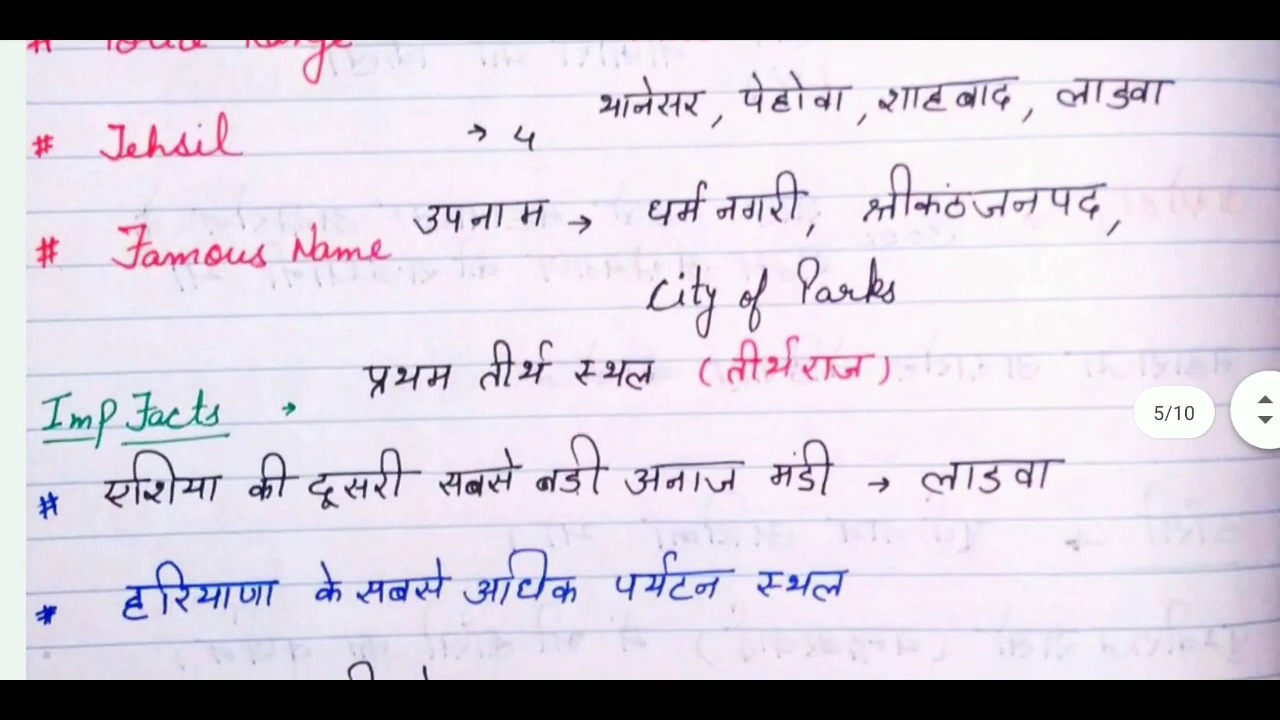 # Tehsil → 4 थानेसर, पेहोवा, शाहबाद, लाडवा
# Famous Name उपनाम → धर्म नगरी, श्रीकंठजनपद,
City of Parks
प्रथम तीर्थ स्थल (तीर्थराज)
Imp Facts →
# एशिया की दूसरी सबसे बड़ी अनाज मंडी → लाडवा
* हरियाणा के सबसे अधिक पर्यटन स्थल
5/10